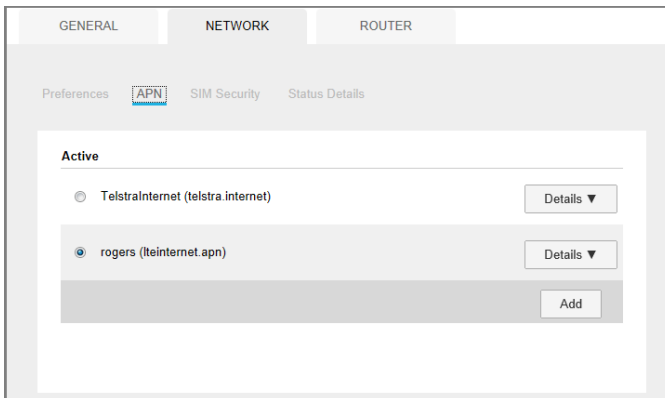 GENERAL NETWORK ROUTER
Preferences APN SIM Security Status Details
Active
TelstraInternet (telstra.internet) Details ▼
rogers (lteinternet.apn) Details ▼
Add